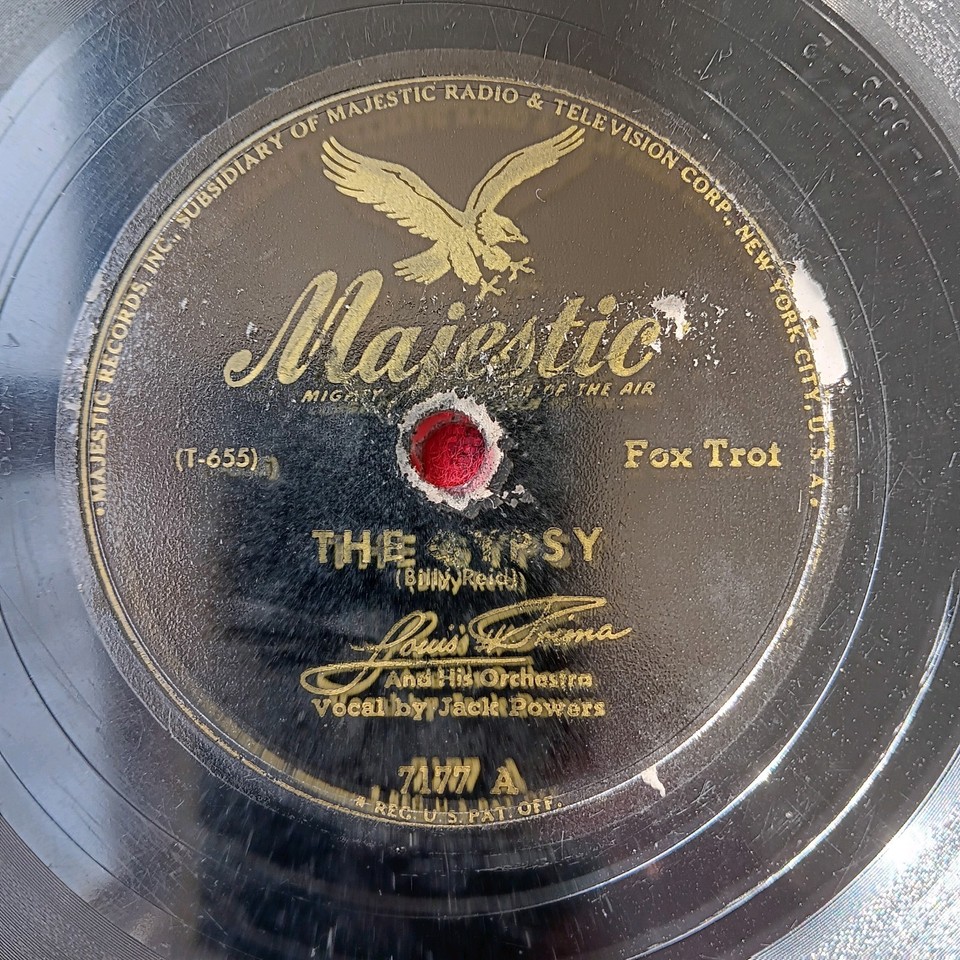 • MAJESTIC RECORDS, INC., SUBSIDIARY OF MAJESTIC RADIO & TELEVISION CORP., NEW YORK CITY, U.S.A. •
Majestic
OF THE AIR
(T-655)
Fox Trot
THE GYPSY
(Billy Reid)
Louis Prima
And His Orchestra
Vocal by Jack Powers
7177 A
REG. U.S. PAT. OFF.